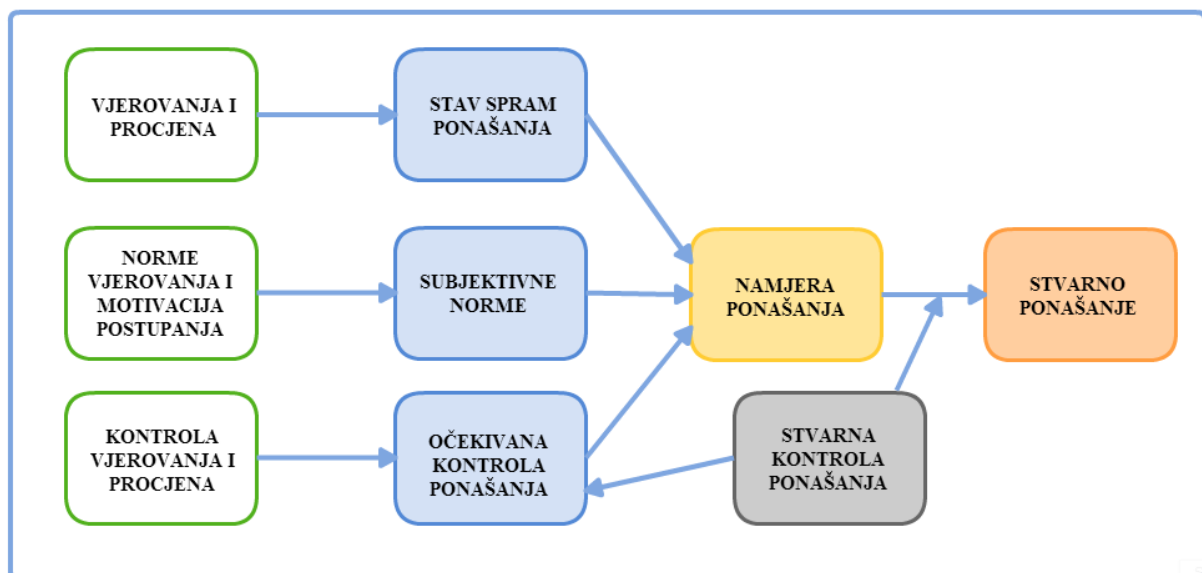 VJEROVANJA I
PROCJENA
STAV SPRAM
PONAŠANJA
NORME
VJEROVANJA I
MOTIVACIJA
POSTUPANJA
SUBJEKTIVNE
NORME
NAMJERA
PONAŠANJA
STVARNO
PONAŠANJE
KONTROLA
VJEROVANJA I
PROCJENA
OČEKIVANA
KONTROLA
PONAŠANJA
STVARNA
KONTROLA
PONAŠANJA